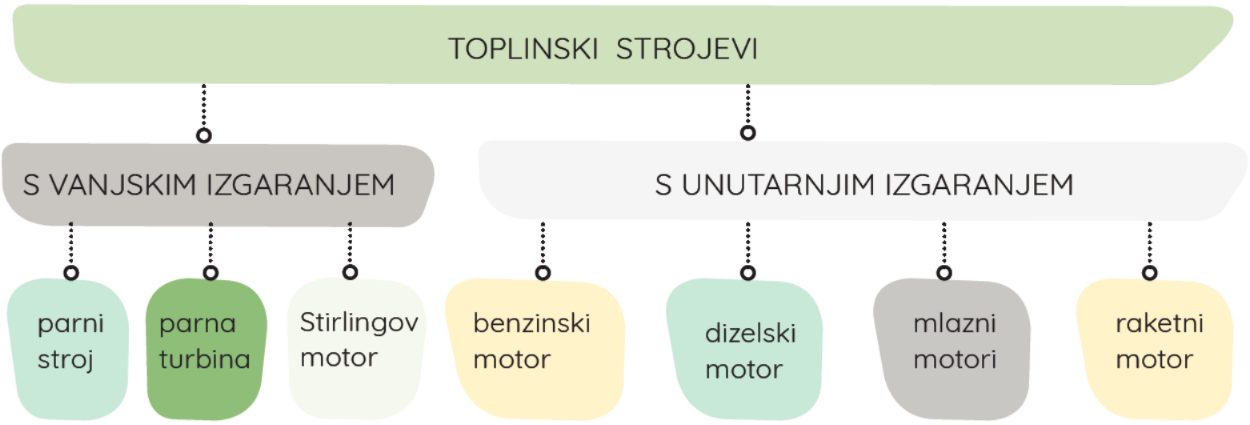 TOPLINSKI STROJEVI
S VANJSKIM IZGARANJEM
S UNUTARNJIM IZGARANJEM
parni
stroj
parna
turbina
Stirlingov
motor
benzinski
motor
dizelski
motor
mlazni
motori
raketni
motor